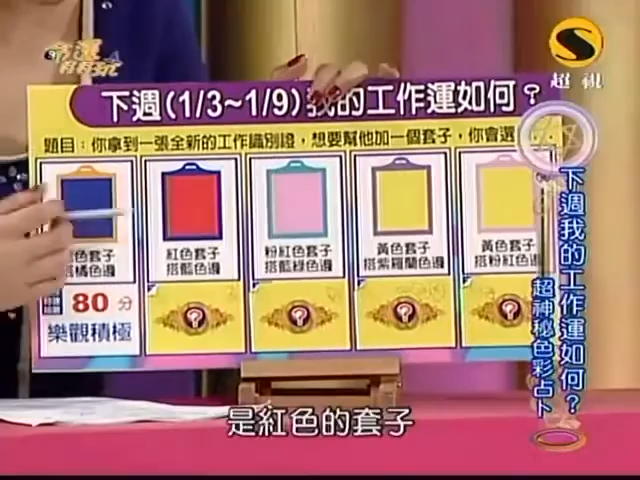 超視
下週(1/3~1/9)我的工作運如何?
題目:你拿到一張全新的工作識別證,想要幫他加一個套子,你會選
色套子
搭橘色邊
紅色套子
搭藍色邊
粉紅色套子
搭藍綠色邊
黃色套子
搭紫羅蘭色邊
黃色套子
搭粉紅色邊
80分
樂觀積極
?
?
?
?
下週我的工作運如何?
超神秘色彩占卜
是紅色的套子